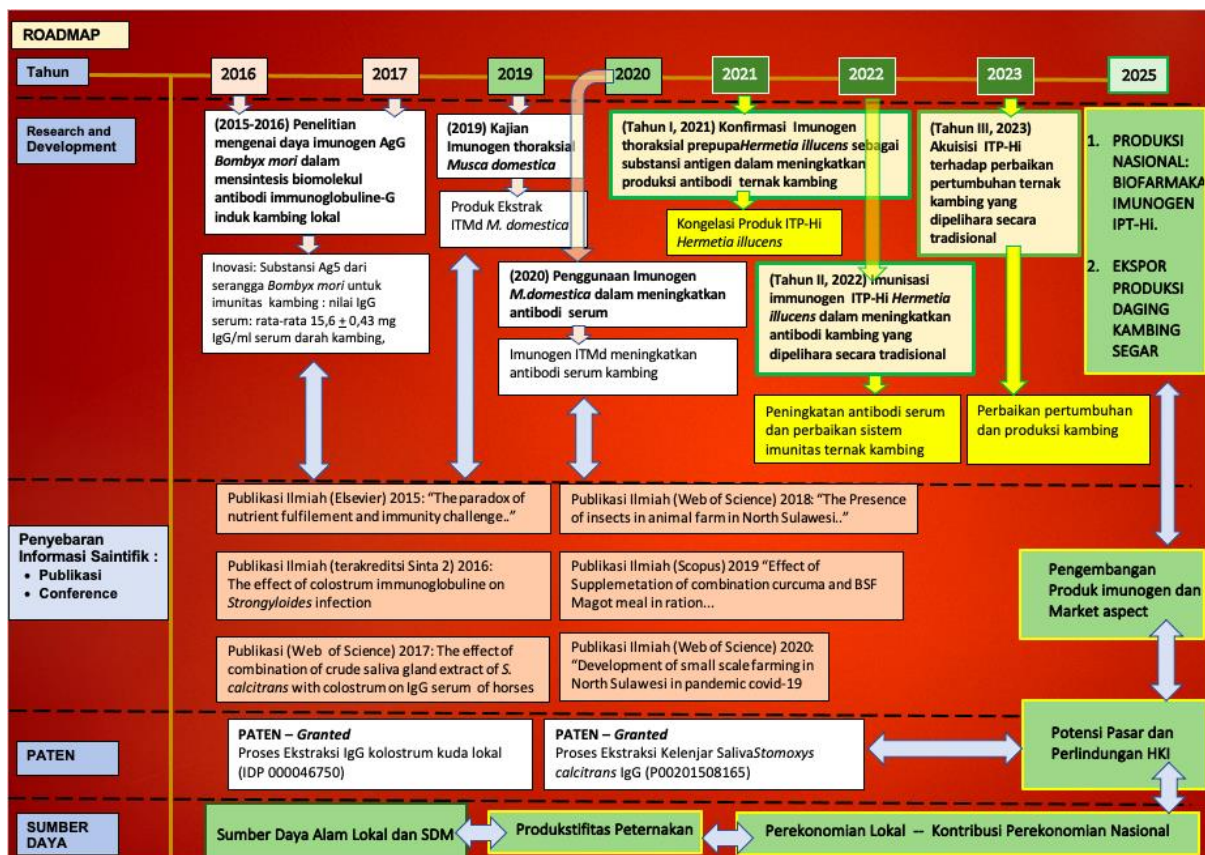 ROADMAP
Tahun
2016
2017
2019
2020
2021
2022
2023
2025
Research and
Development
(2015-2016) Penelitian
mengenai daya imunogen AgG
Bombyx mori dalam
mensintesis biomolekul
antibodi immunoglobuline-G
induk kambing lokal
Inovasi: Substansi Ag5 dari
serangga Bombyx mori untuk
imunitas kambing : nilai IgG
serum: rata-rata 15,6 ± 0,43 mg
IgG/ml serum darah kambing,
(2019) Kajian
Imunogen thoraksial
Musca domestica
Produk Ekstrak
ITMd M. domestica
(2020) Penggunaan Imunogen
M.domestica dalam meningkatkan
antibodi serum
Imunogen ITMd meningkatkan
antibodi serum kambing
(Tahun I, 2021) Konfirmasi Imunogen
thoraksial prepupaHermetia illucens sebagai
substansi antigen dalam meningkatkan
produksi antibodi ternak kambing
Kongelasi Produk ITP-Hi
Hermetia illucens
(Tahun II, 2022) Imunisasi
immunogen ITP-Hi Hermetia
illucens dalam meningkatkan
antibodi kambing yang
dipelihara secara tradisional
Peningkatan antibodi serum
dan perbaikan sistem
imunitas ternak kambing
(Tahun III, 2023)
Akuisisi ITP-Hi
terhadap perbaikan
pertumbuhan ternak
kambing yang
dipelihara secara
tradisional
Perbaikan pertumbuhan
dan produksi kambing
1. PRODUKSI
NASIONAL:
BIOFARMAKA
IMUNOGEN
IPT-Hi.
2. EKSPOR
PRODUKSI
DAGING
KAMBING
SEGAR
Penyebaran
Informasi Saintifik :
• Publikasi
• Conference
Publikasi Ilmiah (Elsevier) 2015: "The paradox of
nutrient fulfilement and immunity challenge.."
Publikasi Ilmiah (terakreditsi Sinta 2) 2016:
The effect of colostrum immunoglobuline on
Strongyloides infection
Publikasi (Web of Science) 2017: The effect of
combination of crude saliva gland extract of S.
calcitrans with colostrum on IgG serum of horses
Publikasi Ilmiah (Web of Science) 2018: "The Presence
of insects in animal farm in North Sulawesi.."
Publikasi Ilmiah (Scopus) 2019 "Effect of
Supplemetation of combination curcuma and BSF
Magot meal in ration...
Publikasi Ilmiah (Web of Science) 2020:
"Development of small scale farming in
North Sulawesi in pandemic covid-19
Pengembangan
Produk imunogen dan
Market aspect
PATEN
PATEN – Granted
Proses Ekstraksi IgG kolostrum kuda lokal
(IDP 000046750)
PATEN – Granted
Proses Ekstraksi Kelenjar SalivaStomoxys
calcitrans IgG (P00201508165)
Potensi Pasar dan
Perlindungan HKI
SUMBER
DAYA
Sumber Daya Alam Lokal dan SDM
Produkstifitas Peternakan
Perekonomian Lokal -- Kontribusi Perekonomian Nasional